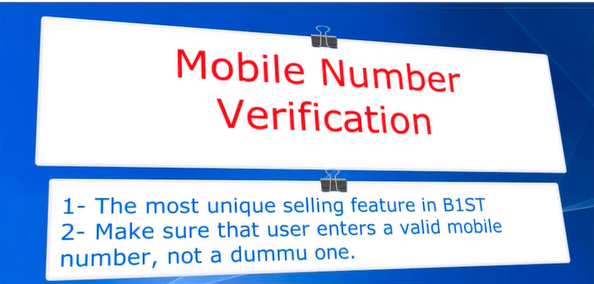 Mobile Number
Verification
1- The most unique selling feature in B1ST
2- Make sure that user enters a valid mobile
number, not a dummu one.